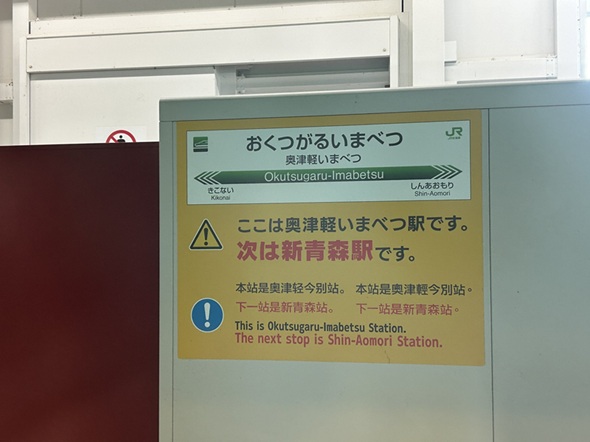 おくつがるいまべつ
JR
奥津軽いまべつ
Okutsugaru-Imabetsu
きこない
Kikonai
しんあおもり
Shin-Aomori
ここは奥津軽いまべつ駅です。
次は新青森駅です。
本站是奥津轻今别站。 本站是奧津輕今別站。
下一站是新青森站。 下一站是新青森站。
This is Okutsugaru-Imabetsu Station.
The next stop is Shin-Aomori Station.